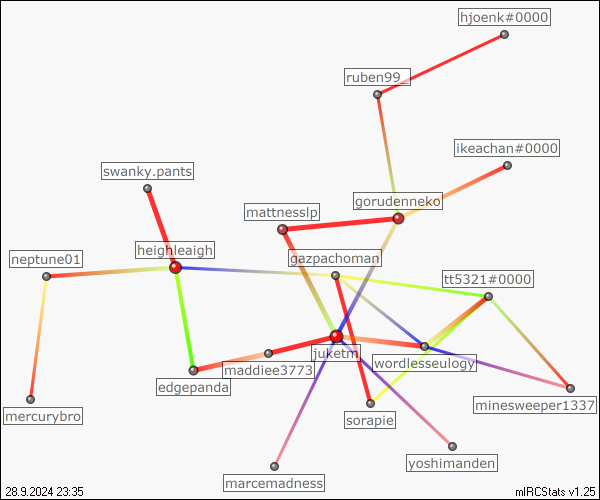 hjoenk#0000
ruben99_
ikeachan#0000
swanky.pants
gorudenneko
mattnesslp
heighleaigh
neptune01
gazpachoman
tt5321#0000
juketm
wordlesseulogy
maddiee3773
edgepanda
mercurybro
sorapie
minesweeper1337
yoshimanden
marcemadness
28.9.2024 23:35
mIRCStats v1.25